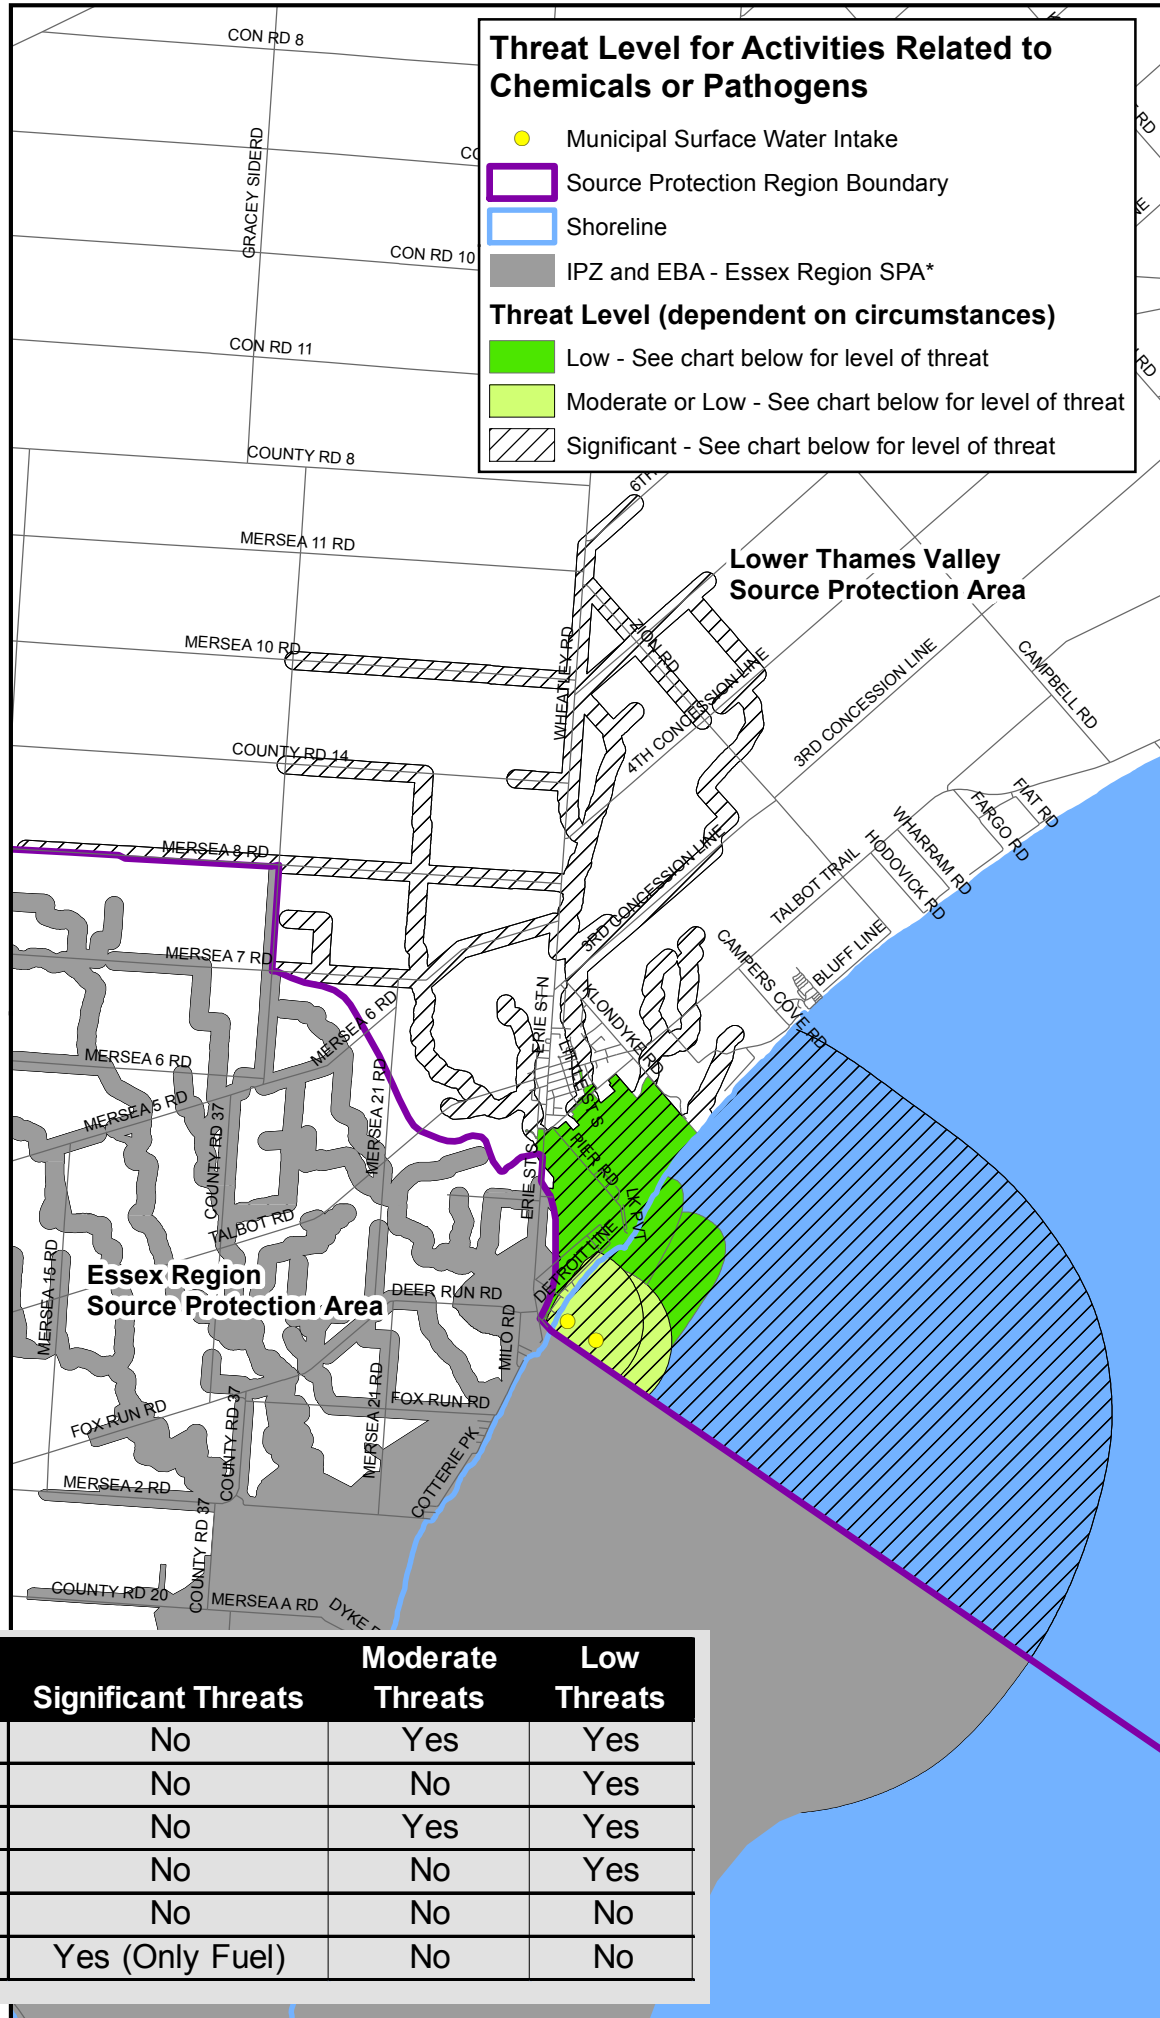 Threat Level for Activities Related to
Chemicals or Pathogens
Municipal Surface Water Intake
Source Protection Region Boundary
Shoreline
IPZ and EBA - Essex Region SPA*
Threat Level (dependent on circumstances)
Low - See chart below for level of threat
Moderate or Low - See chart below for level of threat
Significant - See chart below for level of threat
CON RD 8
GRACEY SIDERD
CON RD 10
CON RD 11
COUNTY RD 8
6TH
RD
NE
RD
MERSEA 11 RD
Lower Thames Valley
Source Protection Area
MERSEA 10 RD
WHEATLEY RD
ZION RD
4TH CONCESSION LINE
3RD CONCESSION LINE
CAMPBELL RD
COUNTY RD 14
FIAT RD
FARGO RD
WHARRAM RD
HODOVICK RD
TALBOT TRAIL
MERSEA 8 RD
3RD CONCESSION LINE
BLUFF LINE
CAMPERS COVE RD
MERSEA 7 RD
ERIE ST N
KLONDYKE RD
MERSEA 6 RD
MERSEA 6 RD
LITTLE ST S
MERSEA 5 RD
COUNTY RD 37
MERSEA 21 RD
PIER RD
ERIE ST S
LK PVT
TALBOT RD
DETROIT LINE
MERSEA 15 RD
Essex Region
Source Protection Area
DEER RUN RD
MILO RD
FOX RUN RD
FOX RUN RD
COUNTY RD 37
MERSEA 21 RD
COTTERIE PK
MERSEA 2 RD
COUNTY RD 37
COUNTY RD 20
MERSEA A RD
DYKE
Significant Threats Moderate Threats Low Threats
No Yes Yes
No No Yes
No Yes Yes
No No Yes
No No No
Yes (Only Fuel) No No